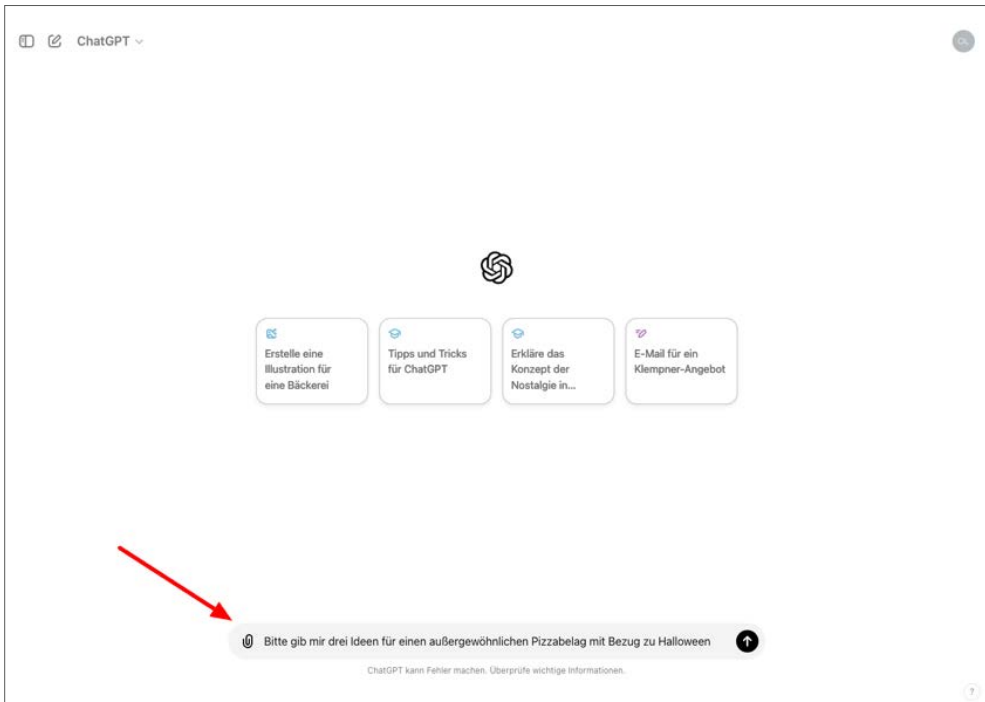 ChatGPT
OL
Erstelle eine
Illustration für
eine Bäckerei
Tipps und Tricks
für ChatGPT
Erkläre das
Konzept der
Nostalgie in...
E-Mail für ein
Klempner-Angebot
Bitte gib mir drei Ideen für einen außergewöhnlichen Pizzabelag mit Bezug zu Halloween
ChatGPT kann Fehler machen. Überprüfe wichtige Informationen.
?